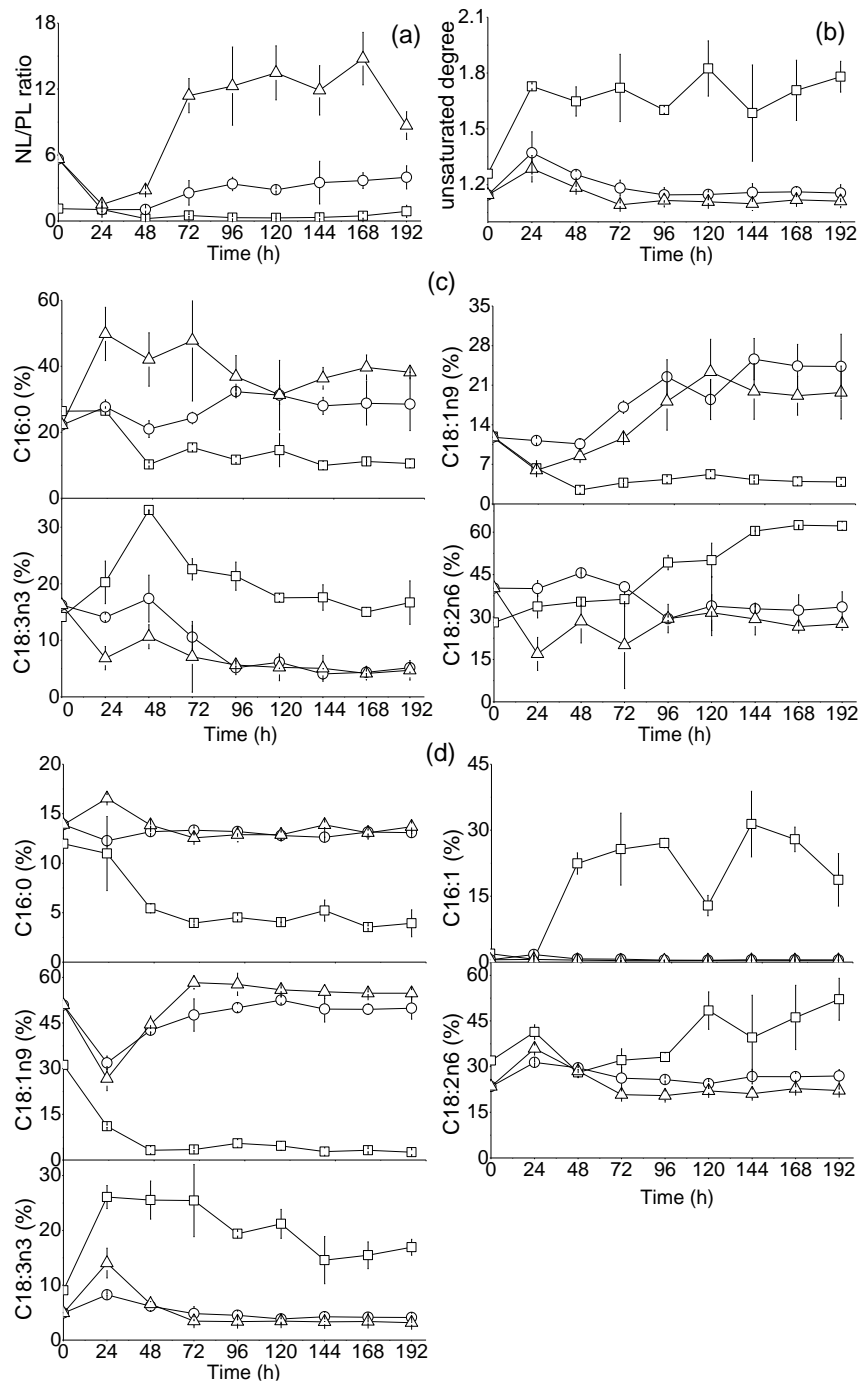 (a)
NL/PL ratio
18
12
6
0
0 24 48 72 96 120 144 168 192
Time (h)
(b)
unsaturated degree
2.1
1.8
1.5
1.2
0 24 48 72 96 120 144 168 192
Time (h)
(c)
C16:0 (%)
60
40
20
0
C18:3n3 (%)
30
20
10
0
0 24 48 72 96 120 144 168 192
Time (h)
C18:1n9 (%)
35
28
21
14
7
0
C18:2n6 (%)
60
45
30
15
0
0 24 48 72 96 120 144 168 192
Time (h)
(d)
C16:0 (%)
20
15
10
5
0
C18:1n9 (%)
60
45
30
15
0
C18:3n3 (%)
30
20
10
0
0 24 48 72 96 120 144 168 192
Time (h)
C16:1 (%)
45
30
15
0
C18:2n6 (%)
60
45
30
15
0
0 24 48 72 96 120 144 168 192
Time (h)